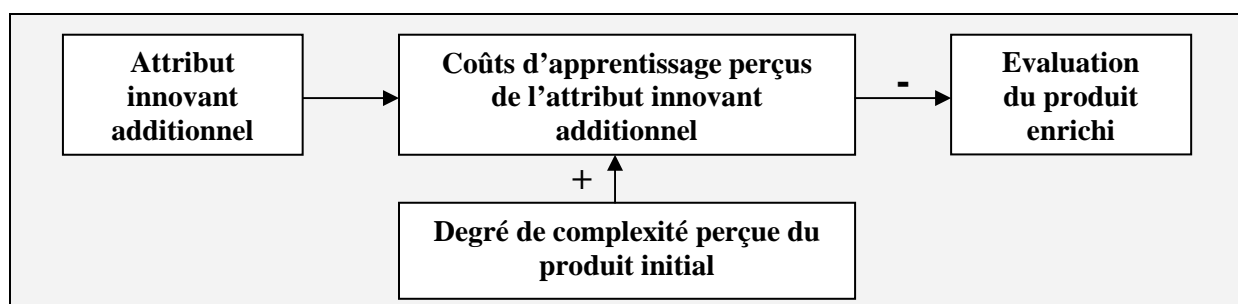 Attribut
innovant
additionnel
Coûts d'apprentissage perçus
de l'attribut innovant
additionnel
-
Evaluation
du produit
enrichi
+
Degré de complexité perçue du
produit initial